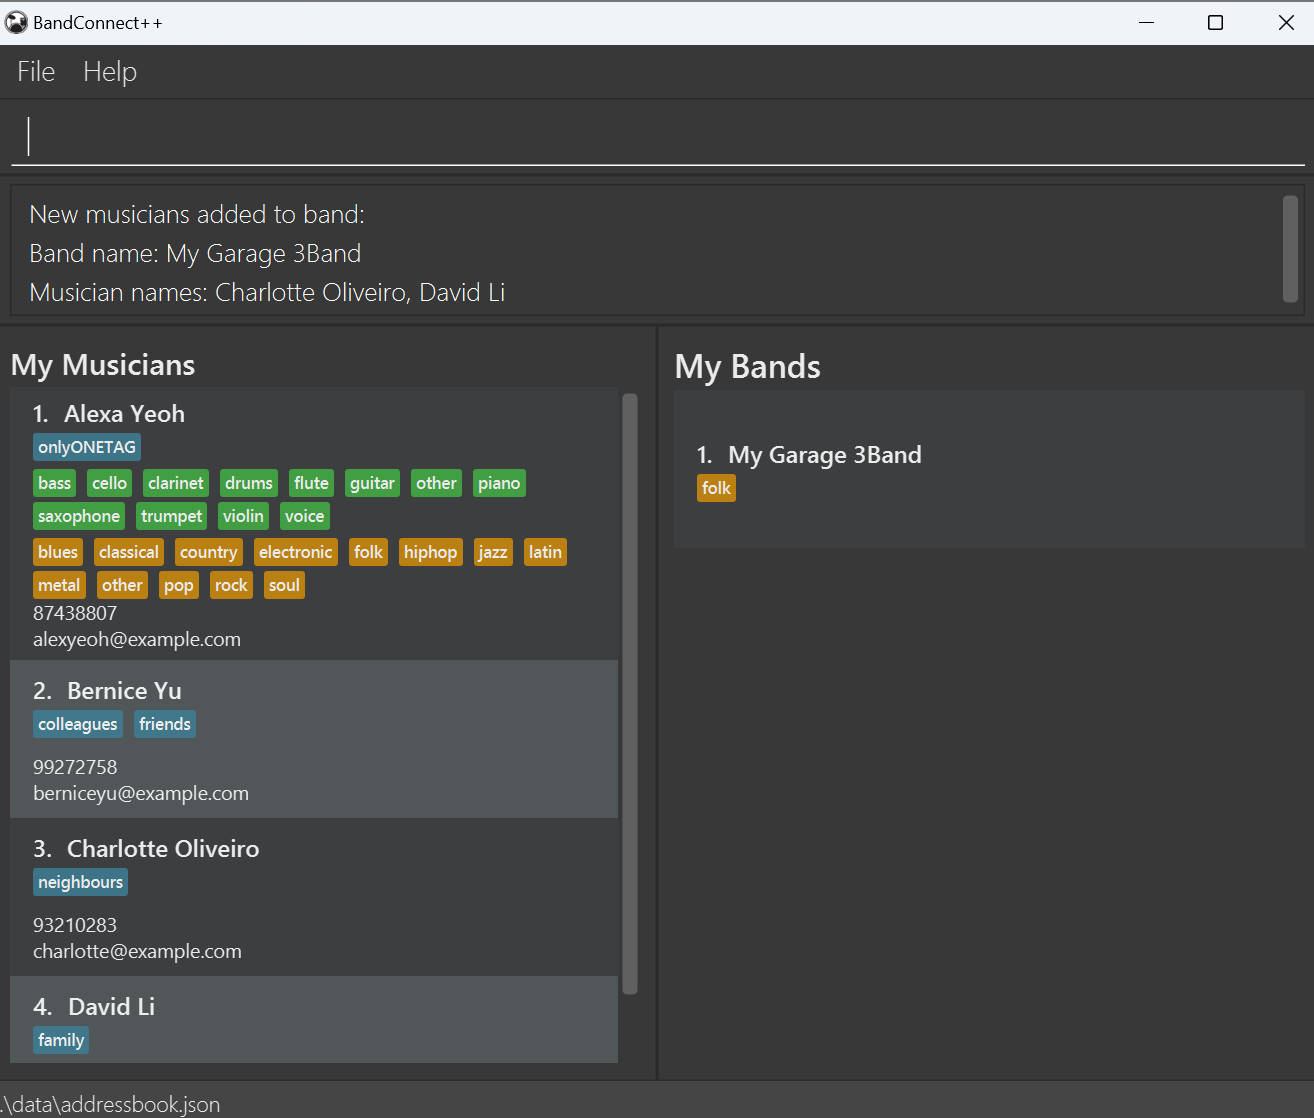 BandConnect++
File Help
New musicians added to band:
Band name: My Garage 3Band
Musician names: Charlotte Oliveiro, David Li
My Musicians
1. Alexa Yeoh
onlyONETAG
bass cello clarinet drums flute guitar other piano
saxophone trumpet violin voice
blues classical country electronic folk hiphop jazz latin
metal other pop rock soul
87438807
alexyeoh@example.com
2. Bernice Yu
colleagues friends
99272758
berniceyu@example.com
3. Charlotte Oliveiro
neighbours
93210283
charlotte@example.com
4. David Li
family
My Bands
1. My Garage 3Band
folk
.\data\addressbook.json